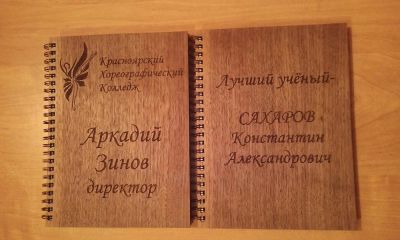 Красноярский
Хореографический
Колледж
Аркадий
Зинов
директор
Лучший учёный-
САХАРОВ
Константин
Александрович